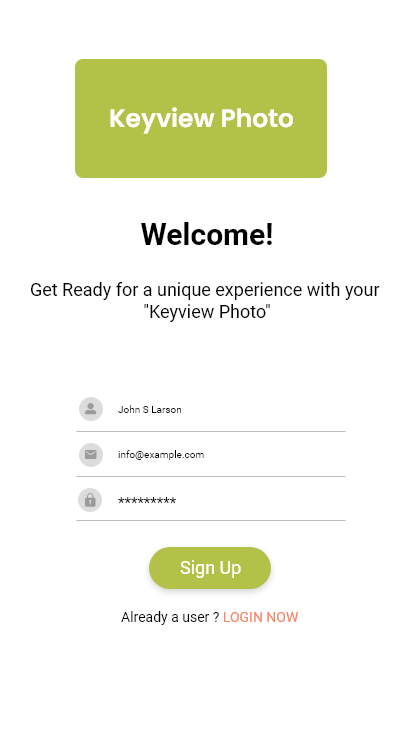 Keyview Photo
Welcome!
Get Ready for a unique experience with your
"Keyview Photo"
John S Larson
info@example.com
*********
Sign Up
Already a user ? LOGIN NOW